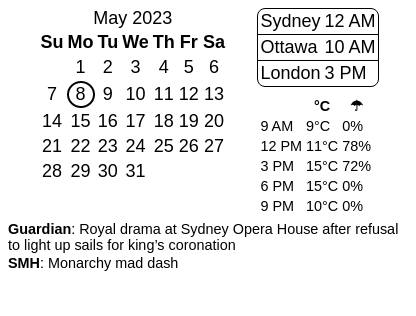 May 2023
Su Mo Tu We Th Fr Sa
1 2 3 4 5 6
7 8 9 10 11 12 13
14 15 16 17 18 19 20
21 22 23 24 25 26 27
28 29 30 31
Sydney 12 AM
Ottawa 10 AM
London 3 PM
°C ☂
9 AM 9°C 0%
12 PM 11°C 78%
3 PM 15°C 72%
6 PM 15°C 0%
9 PM 10°C 0%
Guardian: Royal drama at Sydney Opera House after refusal
to light up sails for king’s coronation
SMH: Monarchy mad dash